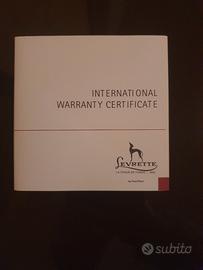 INTERNATIONAL
WARRANTY CERTIFICATE
LEVRETTE
subito